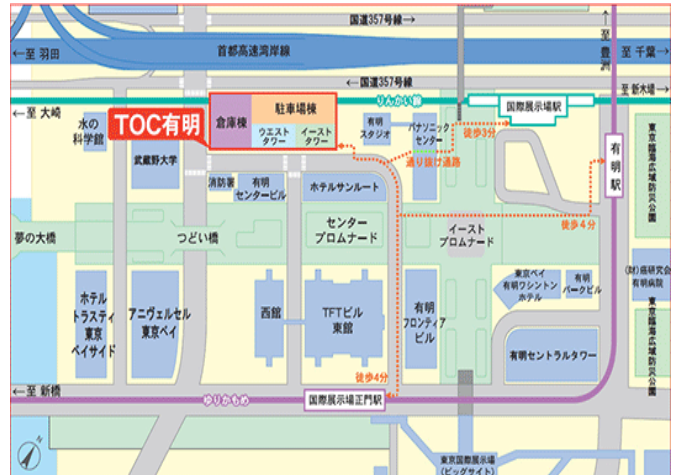 国道357号線
←至 羽田
首都高速湾岸線
至 豊洲
至 千葉→
←国道357号線
至 新木場
←至 大崎
りんかい線
国際展示場駅
TOC有明
倉庫棟
駐車場棟
ウエスト
タワー
イースト
タワー
水の
科学館
武蔵野大学
有明
スタジオ
パナソニック
センター
徒歩3分
通り抜け通路
有明駅
東京臨海広域防災公園
消防署
有明
センタービル
ホテルサンルート
徒歩4分
夢の大橋
つどい橋
センター
プロムナード
イースト
プロムナード
(財)癌研究会
有明病院
ホテル
トラスティ
東京
ベイサイド
アニヴェルセル
東京ベイ
西館
TFTビル
東館
有明
フロンティア
ビル
東京ベイ
有明ワシントン
ホテル
有明
パークビル
東京臨海広域防災公園
有明セントラルタワー
徒歩4分
←至 新橋
ゆりかもめ
国際展示場正門駅
N
東京国際展示場
(ビッグサイト)